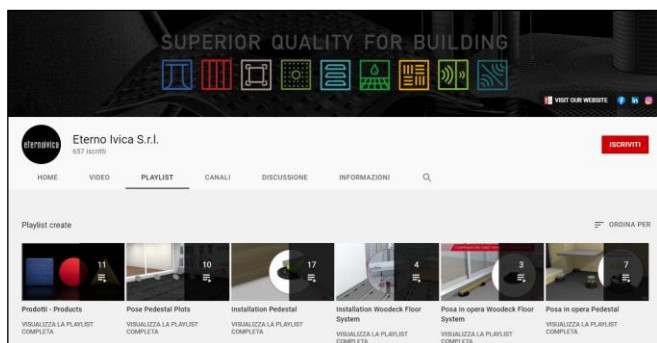 SUPERIOR QUALITY FOR BUILDING
VISIT OUR WEBSITE
eternoivica
Eterno Ivica S.r.l.
657 iscritti
ISCRIVITI
HOME VIDEO PLAYLIST CANALI DISCUSSIONE INFORMAZIONI
Playlist create
ORDINA PER
11 10 17 4 3 7
Prodotti - Products
VISUALIZZA LA PLAYLIST
COMPLETA
Pose Pedestal Plots
VISUALIZZA LA PLAYLIST
COMPLETA
Installation Pedestal
VISUALIZZA LA PLAYLIST
COMPLETA
Installation Woodeck Floor
System
VISUALIZZA LA PLAYLIST
COMPLETA
Posa in opera Woodeck Floor
System
VISUALIZZA LA PLAYLIST
COMPLETA
Posa in opera Pedestal
VISUALIZZA LA PLAYLIST
COMPLETA